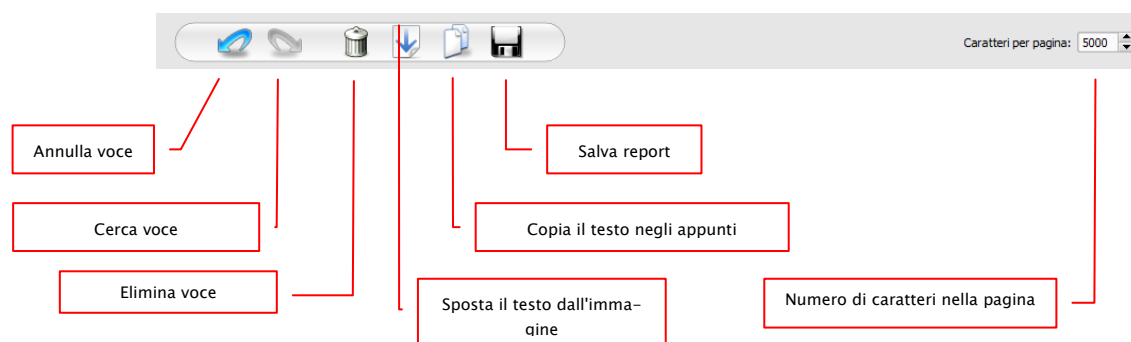 Caratteri per pagina: 5000
Annulla voce
Salva report
Cerca voce
Copia il testo negli appunti
Elimina voce
Sposta il testo dall'imma-
gine
Numero di caratteri nella pagina